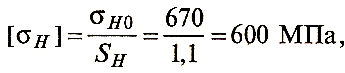 [σ_H] = σ_H0 / S_H = 670 / 1,1 = 600 МПа,